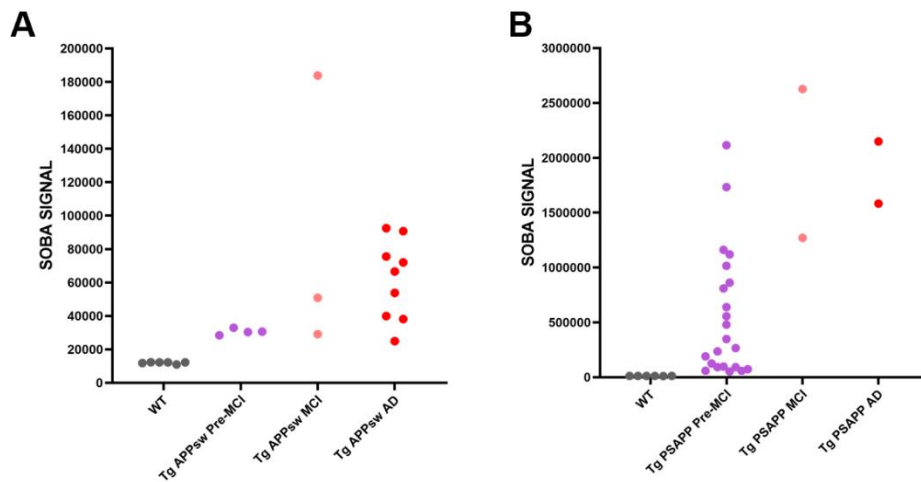 A
SOBA SIGNAL
200000
180000
160000
140000
120000
100000
80000
60000
40000
20000
0
WT
Tg APPsw Pre-MCI
Tg APPsw MCI
Tg APPsw AD
B
SOBA SIGNAL
3000000
2500000
2000000
1500000
1000000
500000
0
WT
Tg PSAPP Pre-MCI
Tg PSAPP MCI
Tg PSAPP AD